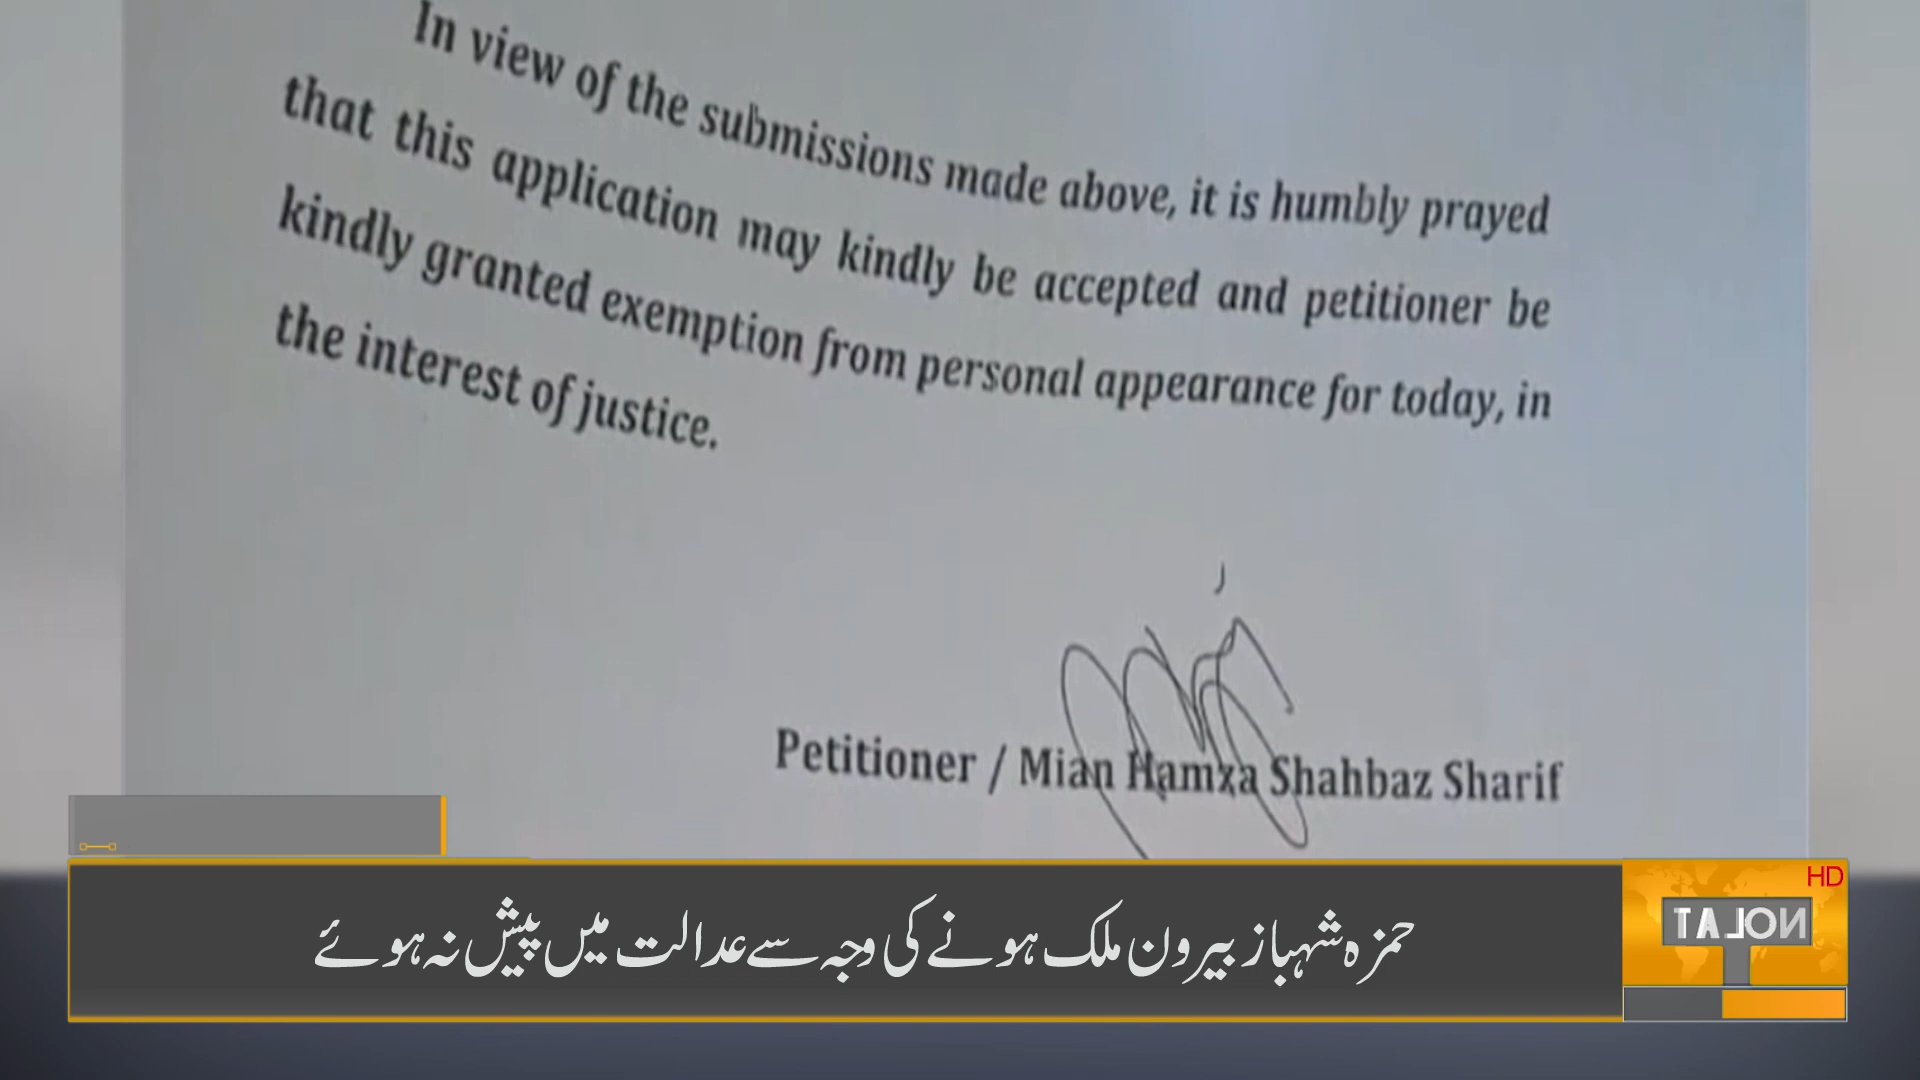 In view of the submissions made above, it is humbly prayed
that this application may kindly be accepted and petitioner be
kindly granted exemption from personal appearance for today, in
the interest of justice.
Petitioner / Mian Hamza Shahbaz Sharif
HD
TALON
حمزہ شہباز بیرون ملک ہونے کی وجہ سے عدالت میں پیش نہ ہوئے